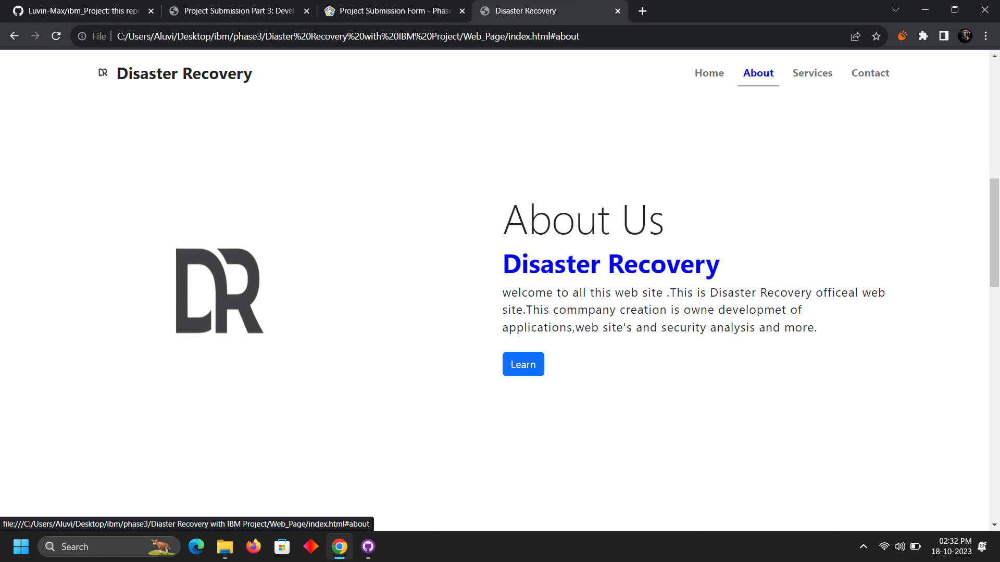 Luvin-Max/ibm_Project: this repo
Project Submission Part 3: Devel
Project Submission Form - Phase
Disaster Recovery
File
C:/Users/Aluvi/Desktop/ibm/phase3/Diaster%20Recovery%20with%20IBM%20Project/Web_Page/index.html#about
DR Disaster Recovery
Home
About
Services
Contact
About Us
DR
Disaster Recovery
welcome to all this web site .This is Disaster Recovery officeal web
site.This commpany creation is owne developmet of
applications,web site's and security analysis and more.
Learn
file:///C:/Users/Aluvi/Desktop/ibm/phase3/Diaster Recovery with IBM Project/Web_Page/index.html#about
Search
02:32 PM
18-10-2023